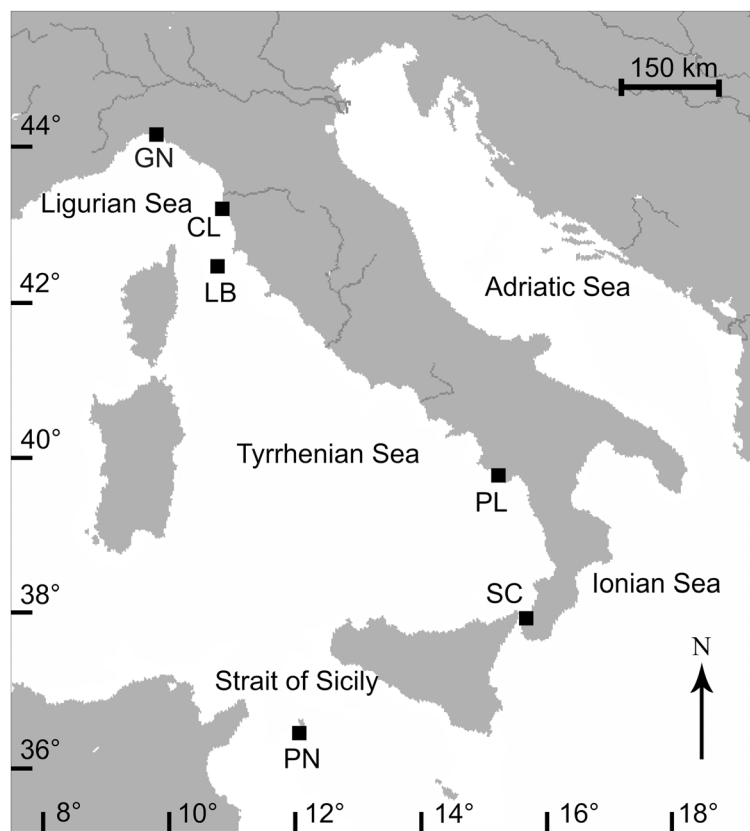 150 km
44°
GN
Ligurian Sea
CL
LB
42°
Adriatic Sea
40°
Tyrrhenian Sea
PL
38°
SC
Ionian Sea
N
Strait of Sicily
36°
PN
8° 10° 12° 14° 16° 18°